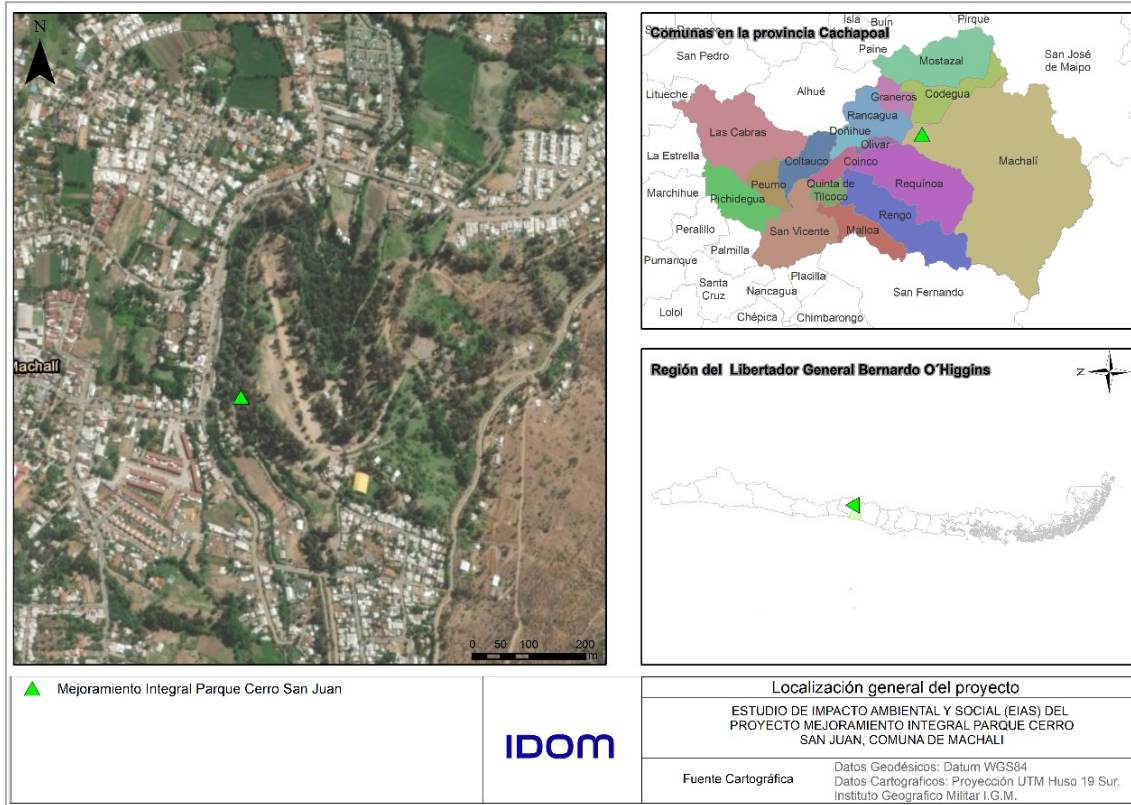 N
Machalí
0 50 100 200
m
Comunas en la provincia Cachapoal
Isla Buin Pirque
San Pedro
Paine
Mostazal
San José
de Maipo
Litueche
Alhué
Graneros
Codegua
Rancagua
Las Cabras
Doñihue
Olivar
La Estrella
Coltauco
Coinco
Machalí
Marchihue
Peumo
Quinta de
Tilcoco
Requínoa
Pichidegua
Rengo
Peralillo
San Vicente
Malloa
Palmilla
Pumanque
Placilla
Santa
Cruz
Nancagua
San Fernando
Lolol
Chépica
Chimbarongo
Región del Libertador General Bernardo O´Higgins
N
Mejoramiento Integral Parque Cerro San Juan
IDOM
Localización general del proyecto
ESTUDIO DE IMPACTO AMBIENTAL Y SOCIAL (EIAS) DEL
PROYECTO MEJORAMIENTO INTEGRAL PARQUE CERRO
SAN JUAN, COMUNA DE MACHALI
Fuente Cartográfica
Datos Geodésicos: Datum WGS84
Datos Cartograficos: Proyección UTM Huso 19 Sur.
Instituto Geografico Militar I.G.M.